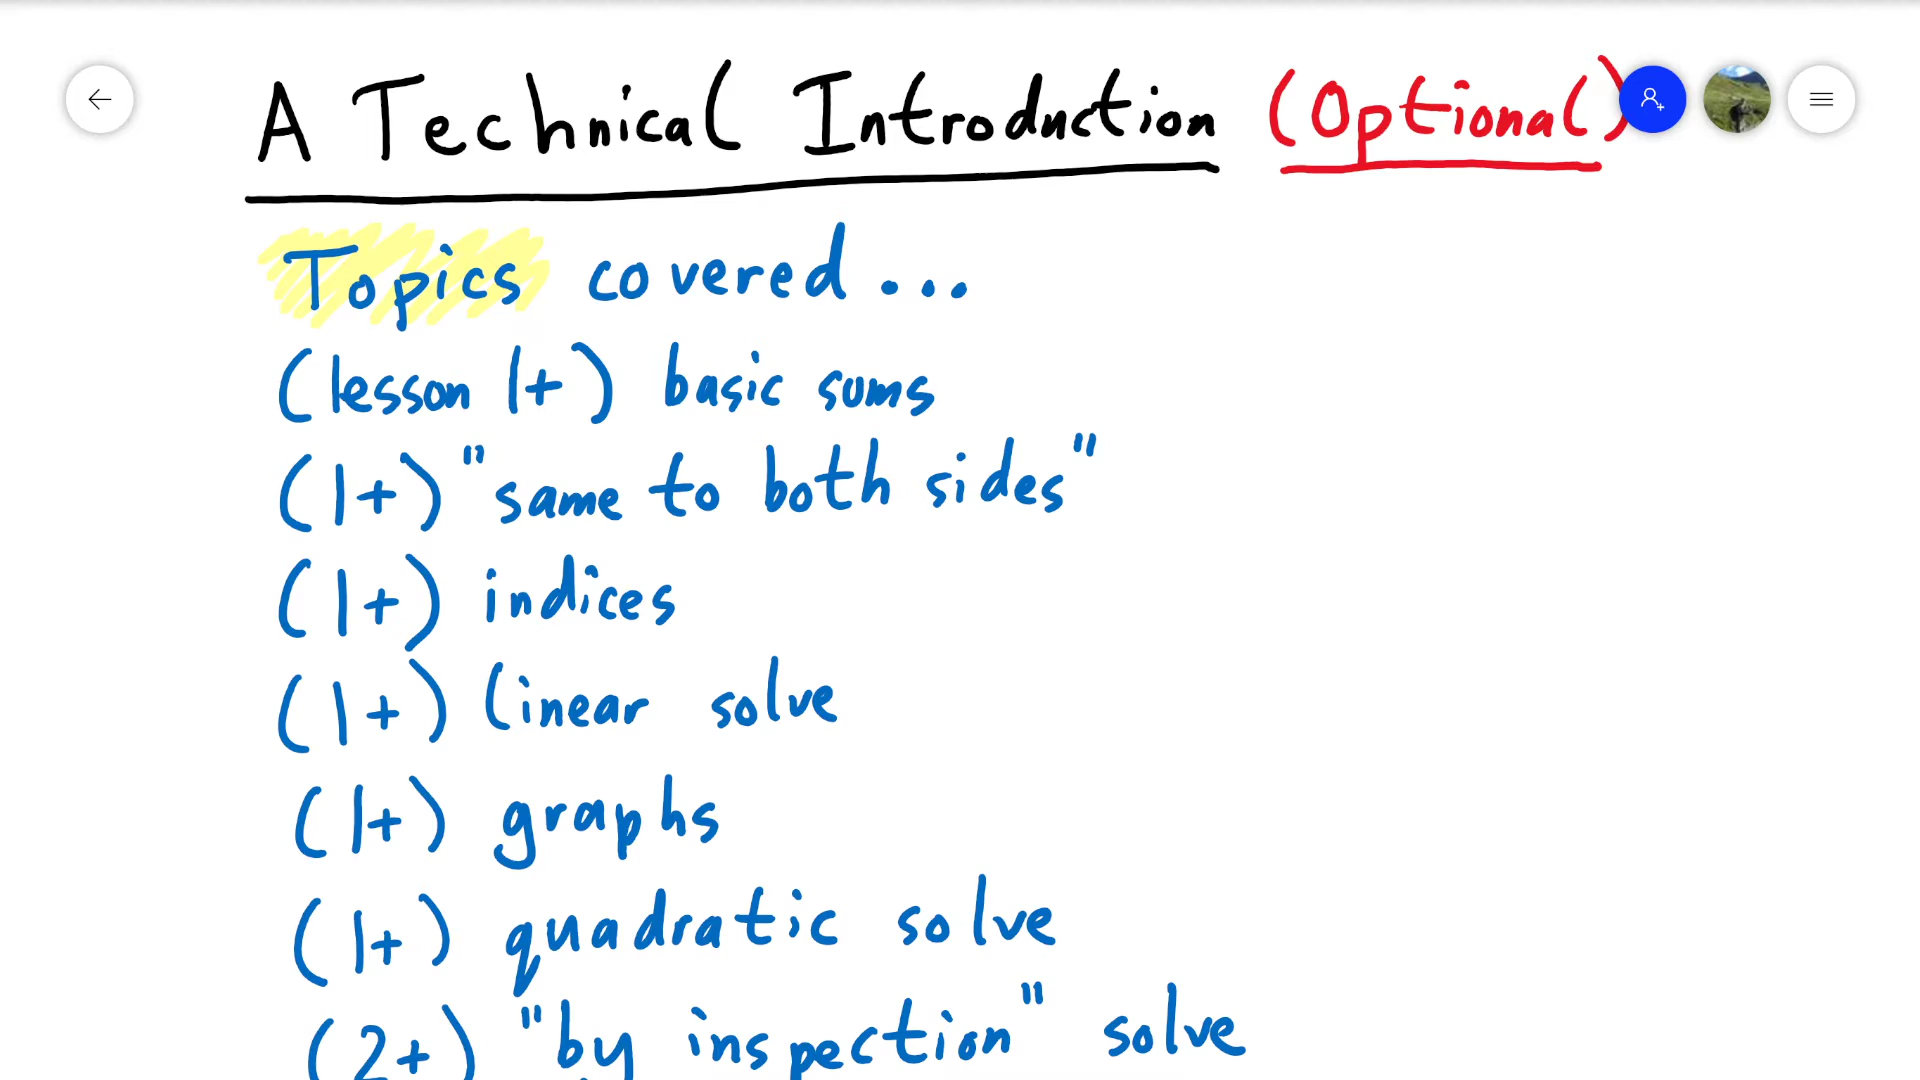 A Technical Introduction (Optional)
Topics covered...
(lesson 1+) basic sums
(1+) "same to both sides"
(1+) indices
(1+) linear solve
(1+) graphs
(1+) quadratic solve
(2+) "by inspection" solve